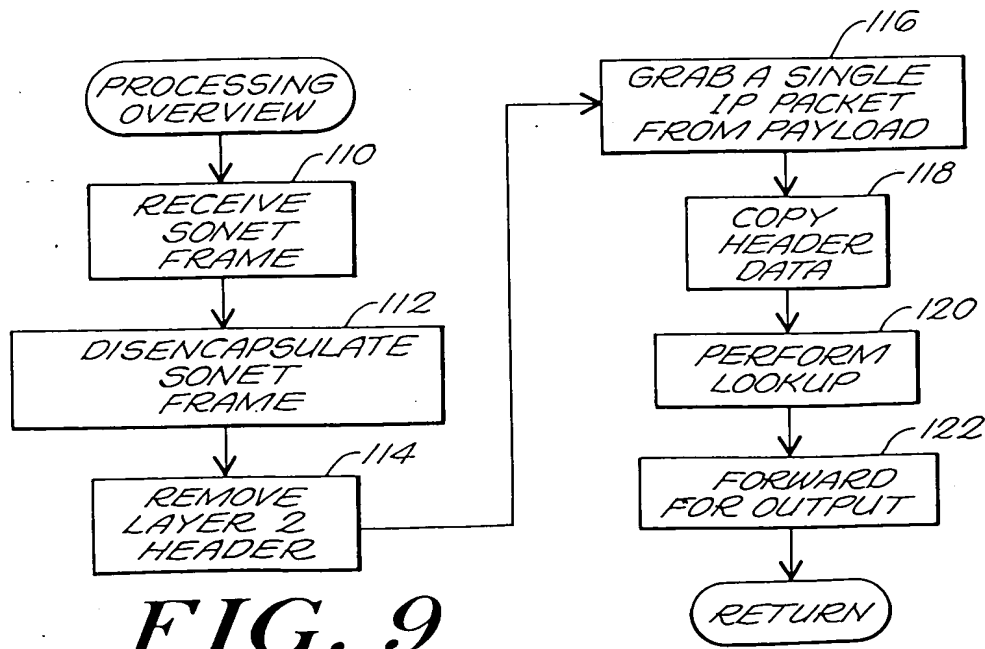 PROCESSING
OVERVIEW
110
RECEIVE
SONET
FRAME
112
DISENCAPSULATE
SONET
FRAME
114
REMOVE
LAYER 2
HEADER
116
GRAB A SINGLE
IP PACKET
FROM PAYLOAD
118
COPY
HEADER
DATA
120
PERFORM
LOOKUP
122
FORWARD
FOR OUTPUT
RETURN
FIG. 9